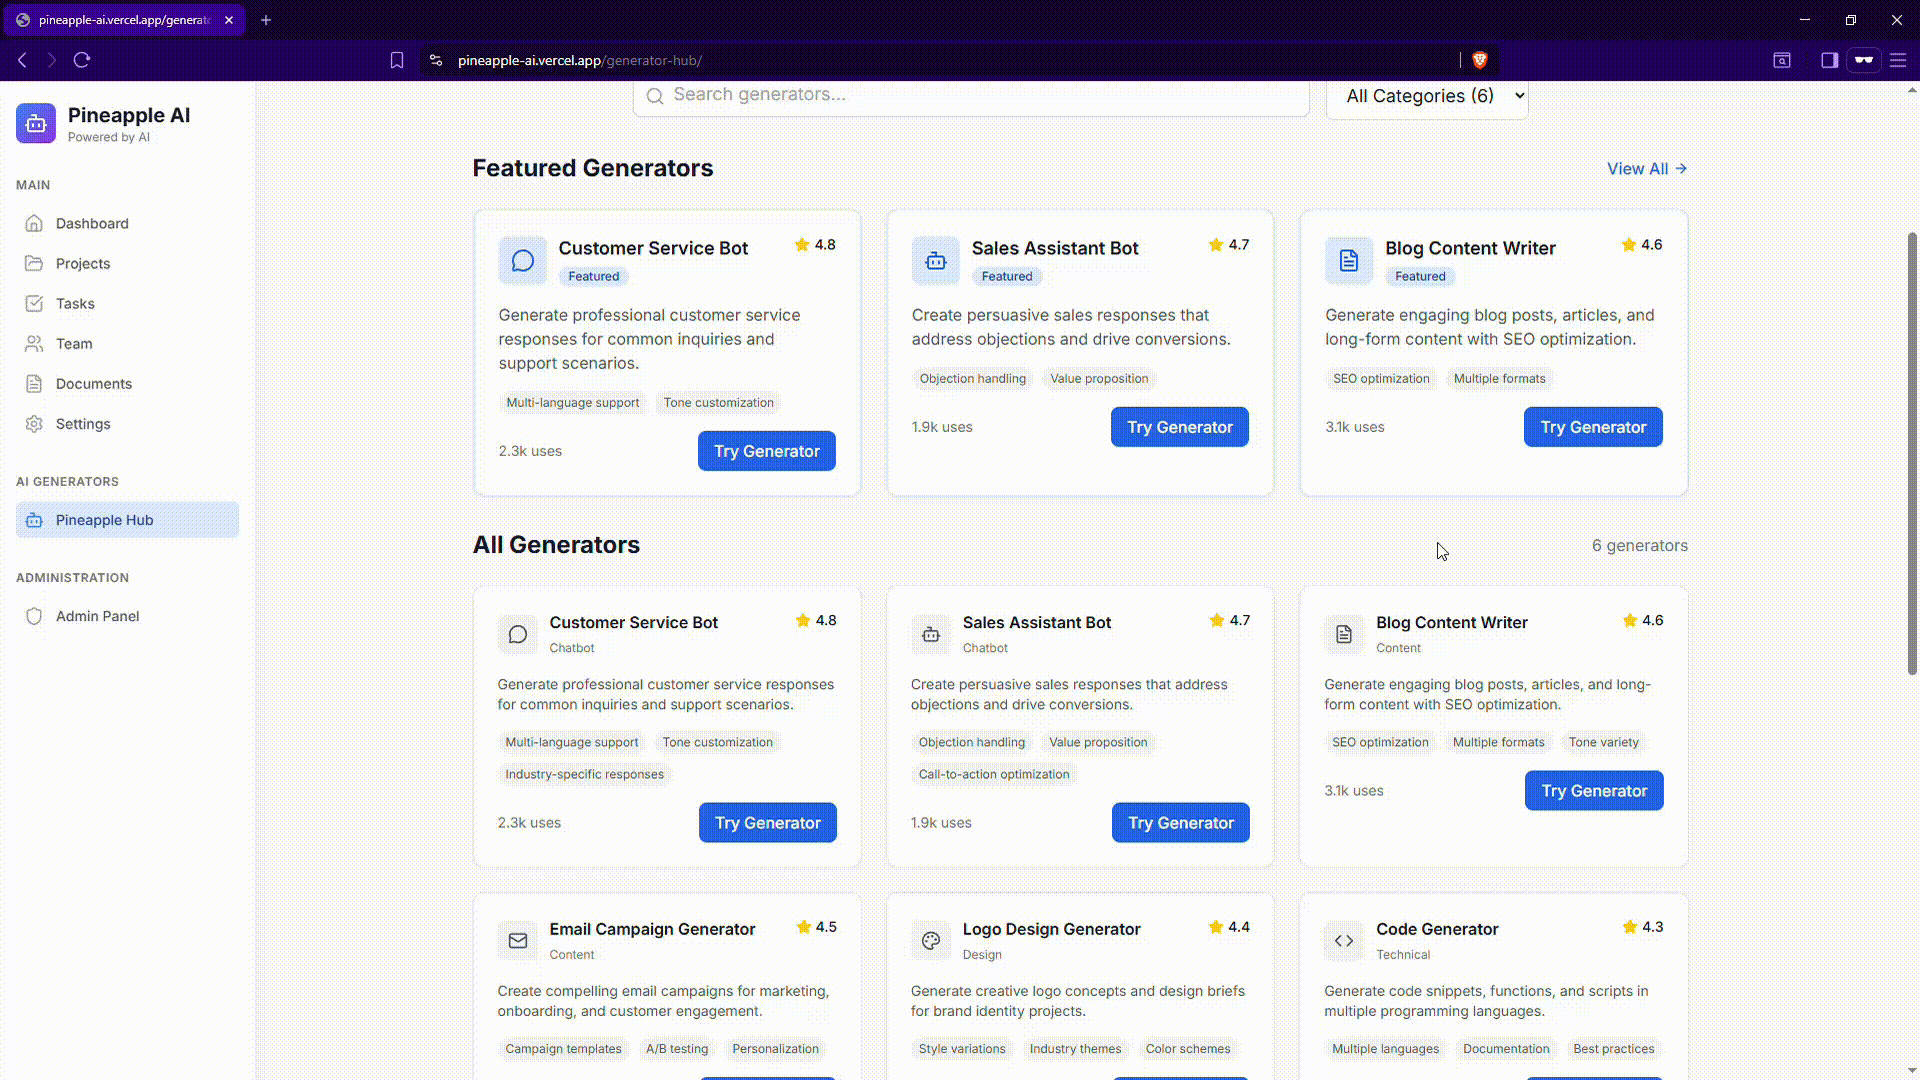 pineapple-ai.vercel.app/generat
pineapple-ai.vercel.app/generator-hub/
Pineapple AI
Powered by AI
MAIN
Dashboard
Projects
Tasks
Team
Documents
Settings
AI GENERATORS
Pineapple Hub
ADMINISTRATION
Admin Panel
Search generators...
All Categories (6)
Featured Generators
View All →
Customer Service Bot
4.8
Featured
Generate professional customer service
responses for common inquiries and
support scenarios.
Multi-language support
Tone customization
2.3k uses
Try Generator
Sales Assistant Bot
4.7
Featured
Create persuasive sales responses that
address objections and drive conversions.
Objection handling
Value proposition
1.9k uses
Try Generator
Blog Content Writer
4.6
Featured
Generate engaging blog posts, articles, and
long-form content with SEO optimization.
SEO optimization
Multiple formats
3.1k uses
Try Generator
All Generators
6 generators
Customer Service Bot
4.8
Chatbot
Generate professional customer service responses
for common inquiries and support scenarios.
Multi-language support
Tone customization
Industry-specific responses
2.3k uses
Try Generator
Sales Assistant Bot
4.7
Chatbot
Create persuasive sales responses that address
objections and drive conversions.
Objection handling
Value proposition
Call-to-action optimization
1.9k uses
Try Generator
Blog Content Writer
4.6
Content
Generate engaging blog posts, articles, and long-
form content with SEO optimization.
SEO optimization
Multiple formats
Tone variety
3.1k uses
Try Generator
Email Campaign Generator
4.5
Content
Create compelling email campaigns for marketing,
onboarding, and customer engagement.
Campaign templates
A/B testing
Personalization
Logo Design Generator
4.4
Design
Generate creative logo concepts and design briefs
for brand identity projects.
Style variations
Industry themes
Color schemes
Code Generator
4.3
Technical
Generate code snippets, functions, and scripts in
multiple programming languages.
Multiple languages
Documentation
Best practices